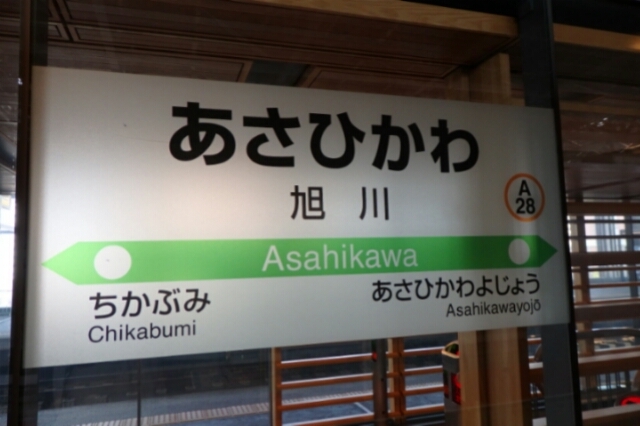 あさひかわ
旭川
A
28
Asahikawa
ちかぶみ
Chikabumi
あさひかわよじょう
Asahikawayojō